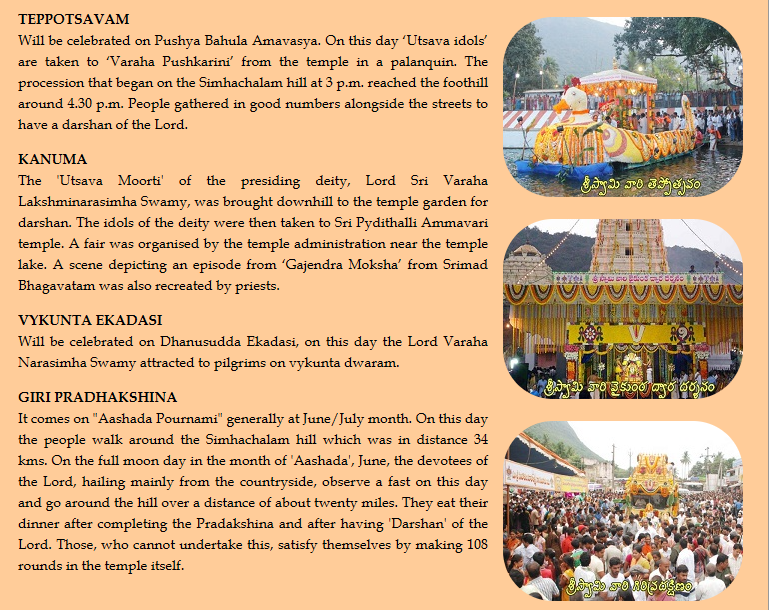 TEPPOTSAVAM
Will be celebrated on Pushya Bahula Amavasya. On this day ‘Utsava idols’
are taken to ‘Varaha Pushkarini’ from the temple in a palanquin. The
procession that began on the Simhachalam hill at 3 p.m. reached the foothill
around 4.30 p.m. People gathered in good numbers alongside the streets to
have a darshan of the Lord.
శ్రీస్వామి వారి తెప్పోత్సవం
KANUMA
The 'Utsava Moorti' of the presiding deity, Lord Sri Varaha
Lakshminarasimha Swamy, was brought downhill to the temple garden for
darshan. The idols of the deity were then taken to Sri Pydithalli Ammavari
temple. A fair was organised by the temple administration near the temple
lake. A scene depicting an episode from ‘Gajendra Moksha’ from Srimad
Bhagavatam was also recreated by priests.
VYKUNTA EKADASI
Will be celebrated on Dhanusudda Ekadasi, on this day the Lord Varaha
Narasimha Swamy attracted to pilgrims on vykunta dwaram.
శ్రీ స్వామి వారి వైకుంఠ ద్వార దర్శనం
శ్రీస్వామి వారి వైకుంఠ ద్వార దర్శనం
GIRI PRADHAKSHINA
It comes on "Aashada Pournami" generally at June/July month. On this day
the people walk around the Simhachalam hill which was in distance 34
kms. On the full moon day in the month of 'Aashada', June, the devotees of
the Lord, hailing mainly from the countryside, observe a fast on this day
and go around the hill over a distance of about twenty miles. They eat their
dinner after completing the Pradakshina and after having 'Darshan' of the
Lord. Those, who cannot undertake this, satisfy themselves by making 108
rounds in the temple itself.
శ్రీస్వామి వారి గిరిప్రదక్షిణం